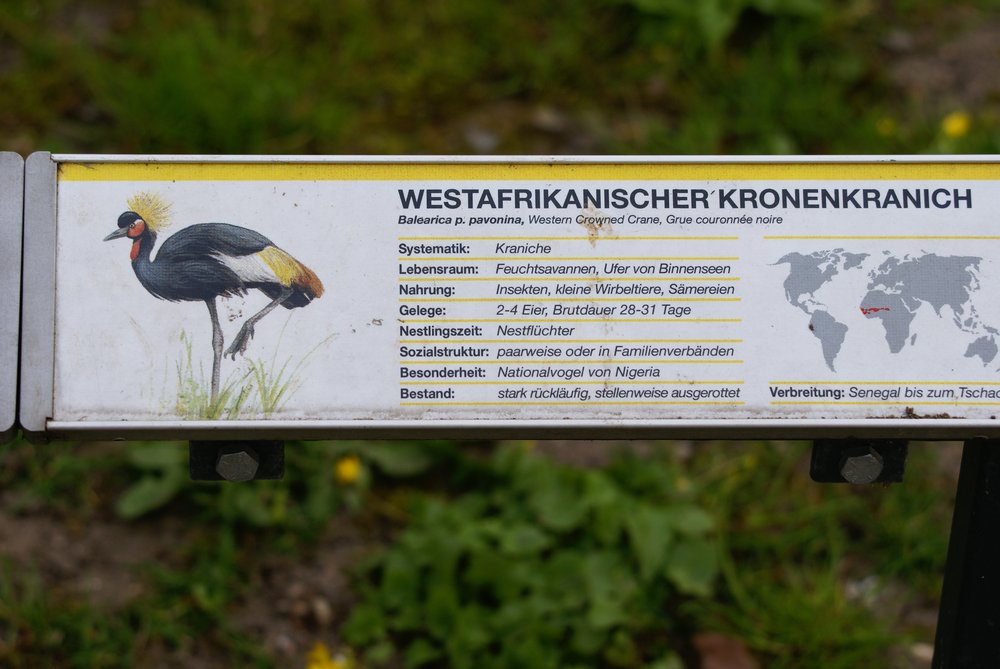 WESTAFRIKANISCHER KRONENKRANICH
Balearica p. pavonina, Western Crowned Crane, Grue couronnée noire
Systematik: Kraniche
Lebensraum: Feuchtsavannen, Ufer von Binnenseen
Nahrung: Insekten, kleine Wirbeltiere, Sämereien
Gelege: 2-4 Eier, Brutdauer 28-31 Tage
Nestlingszeit: Nestflüchter
Sozialstruktur: paarweise oder in Familienverbänden
Besonderheit: Nationalvogel von Nigeria
Bestand: stark rückläufig, stellenweise ausgerottet
Verbreitung: Senegal bis zum Tschad